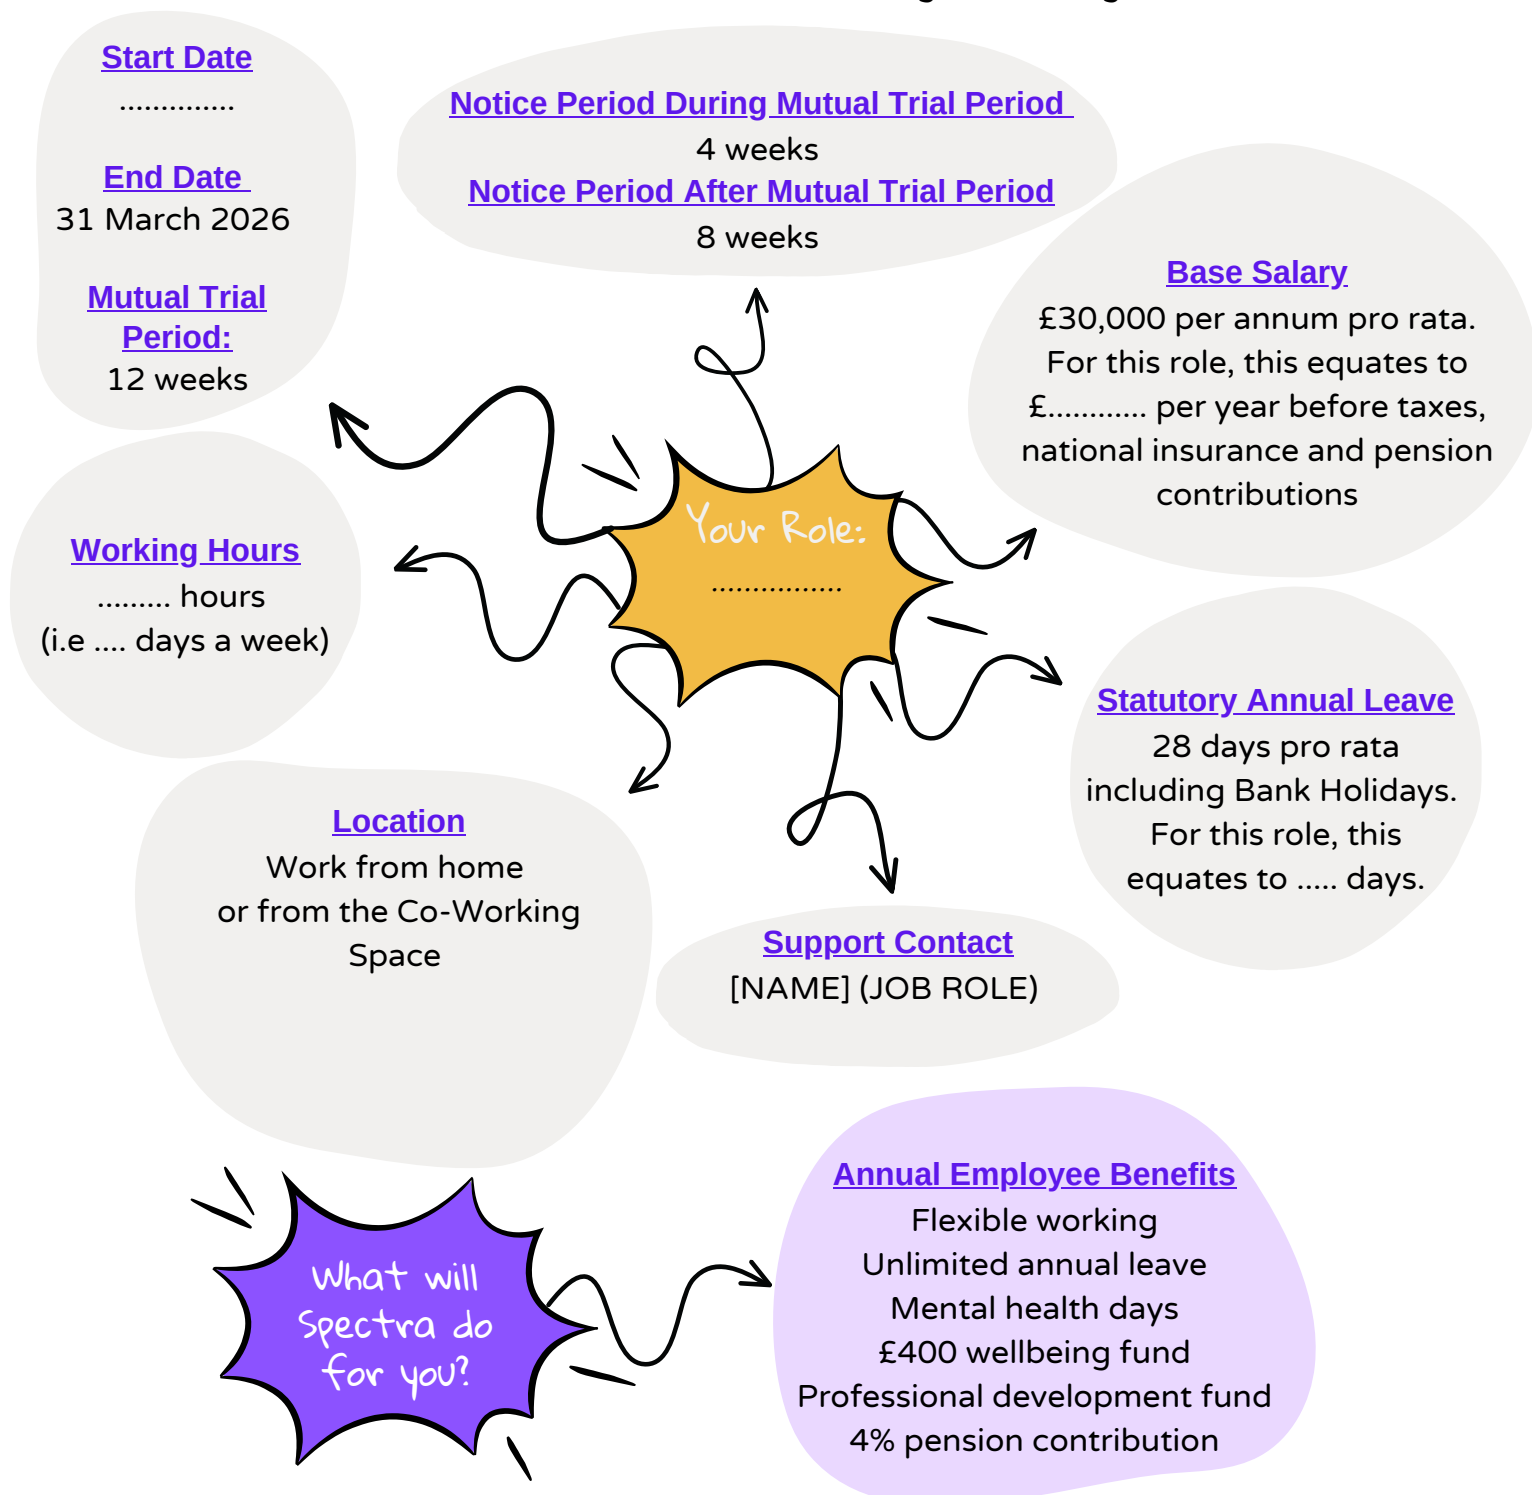 Start Date
..............
End Date
31 March 2026
Mutual Trial
Period:
12 weeks
Notice Period During Mutual Trial Period
4 weeks
Notice Period After Mutual Trial Period
8 weeks
Base Salary
£30,000 per annum pro rata.
For this role, this equates to
£............ per year before taxes,
national insurance and pension
contributions
Working Hours
......... hours
(i.e .... days a week)
Your Role:
................
Statutory Annual Leave
28 days pro rata
including Bank Holidays.
For this role, this
equates to ..... days.
Location
Work from home
or from the Co-Working
Space
Support Contact
[NAME] (JOB ROLE)
What will
Spectra do
for you?
Annual Employee Benefits
Flexible working
Unlimited annual leave
Mental health days
£400 wellbeing fund
Professional development fund
4% pension contribution